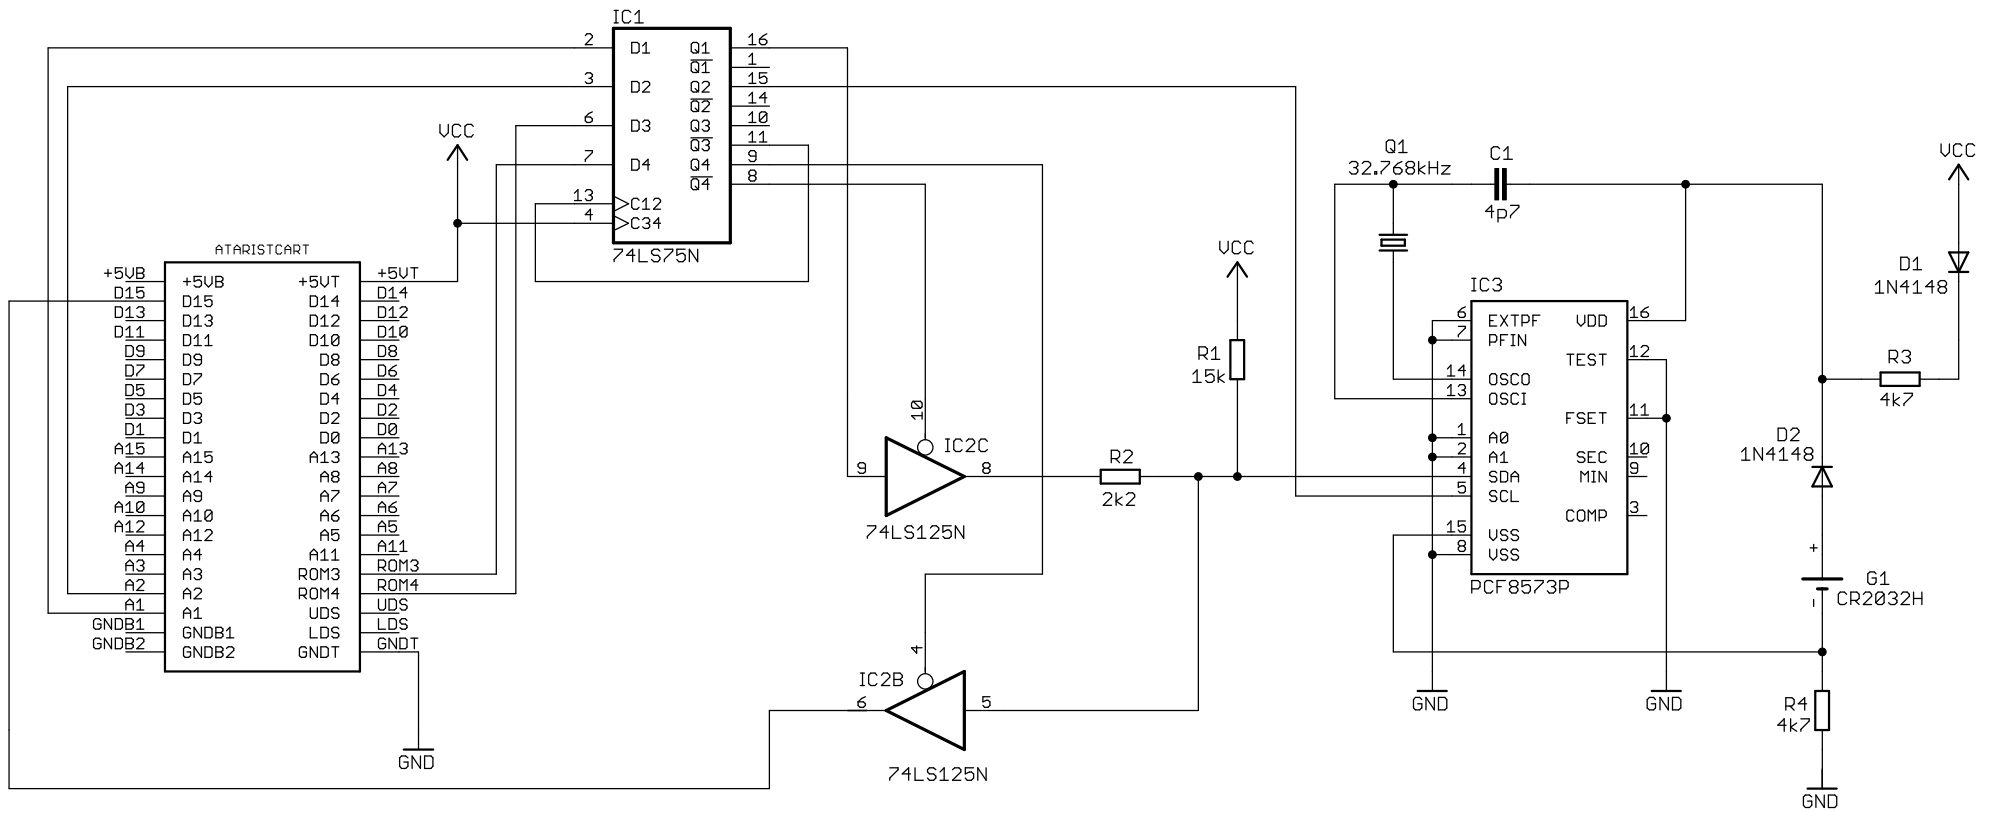 IC1
2 D1 Q1 16
Q1 1
3 D2 Q2 15
Q2 14
6 D3 Q3 10
Q3 11
7 D4 Q4 9
Q4 8
13 C12
4 C34
74LS75N
VCC
ATARISTCART
+5VB +5VB +5VT +5VT
D15 D15 D14 D14
D13 D13 D12 D12
D11 D11 D10 D10
D9 D9 D8 D8
D7 D7 D6 D6
D5 D5 D4 D4
D3 D3 D2 D2
D1 D1 D0 D0
A15 A15 A13 A13
A14 A14 A8 A8
A9 A9 A7 A7
A10 A10 A6 A6
A12 A12 A5 A5
A4 A4 A11 A11
A3 A3 ROM3 ROM3
A2 A2 ROM4 ROM4
A1 A1 UDS UDS
GNDB1 GNDB1 LDS LDS
GNDB2 GNDB2 GNDT GNDT
GND
10
IC2C
9 8
74LS125N
4
IC2B
6 5
74LS125N
VCC
R1
15k
R2
2k2
Q1
32.768kHz
C1
4p7
IC3
6 EXTPF VDD 16
7 PFIN
TEST 12
14 OSCO
13 OSCI
FSET 11
1 A0
2 A1 SEC 10
4 SDA MIN 9
5 SCL
COMP 3
15 VSS
8 VSS
PCF8573P
GND
GND
VCC
D1
1N4148
R3
4k7
D2
1N4148
+
G1
CR2032H
-
R4
4k7
GND